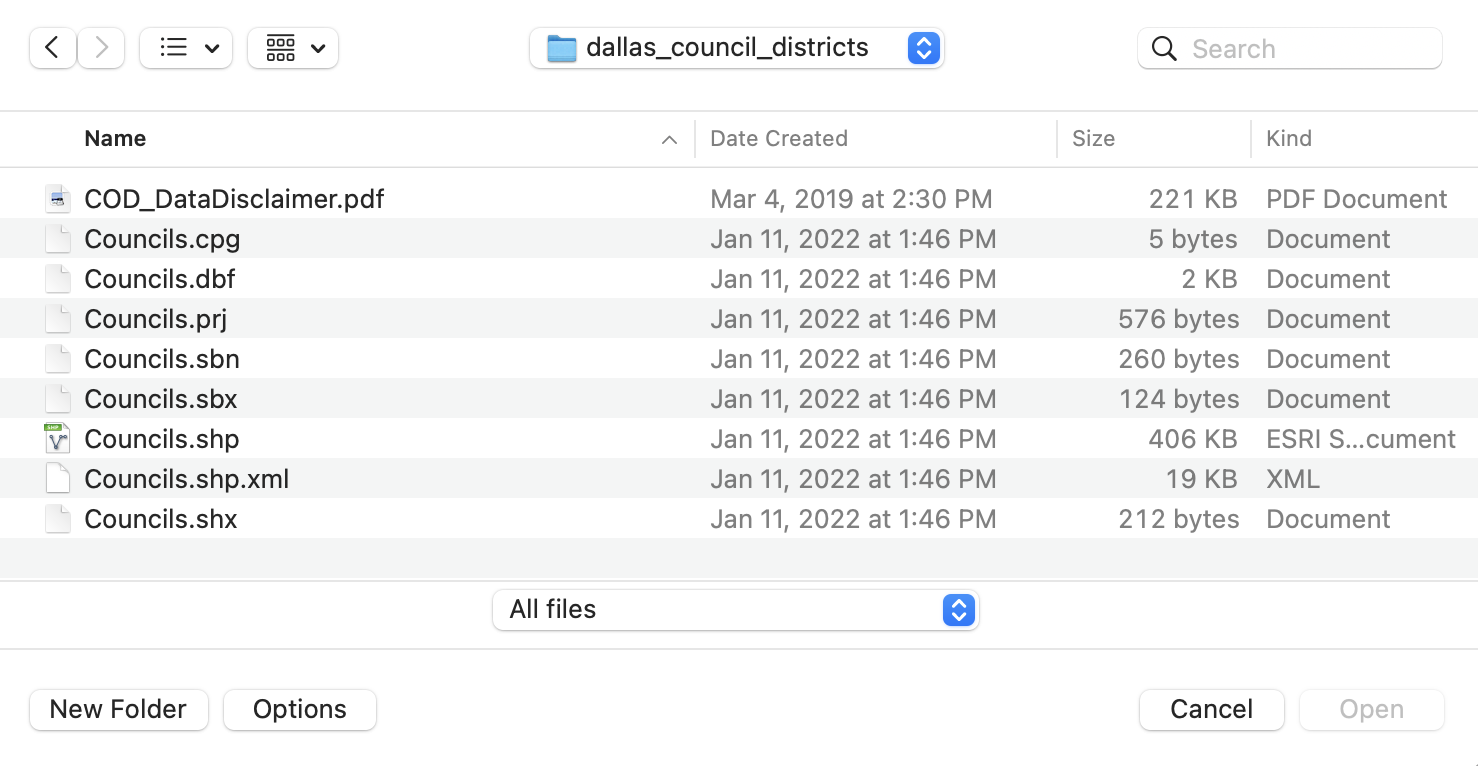 dallas_council_districts Search
Name Date Created Size Kind
COD_DataDisclaimer.pdf Mar 4, 2019 at 2:30 PM 221 KB PDF Document
Councils.cpg Jan 11, 2022 at 1:46 PM 5 bytes Document
Councils.dbf Jan 11, 2022 at 1:46 PM 2 KB Document
Councils.prj Jan 11, 2022 at 1:46 PM 576 bytes Document
Councils.sbn Jan 11, 2022 at 1:46 PM 260 bytes Document
Councils.sbx Jan 11, 2022 at 1:46 PM 124 bytes Document
SHP Councils.shp Jan 11, 2022 at 1:46 PM 406 KB ESRI S...cument
Councils.shp.xml Jan 11, 2022 at 1:46 PM 19 KB XML
Councils.shx Jan 11, 2022 at 1:46 PM 212 bytes Document
All files
New Folder Options Cancel Open